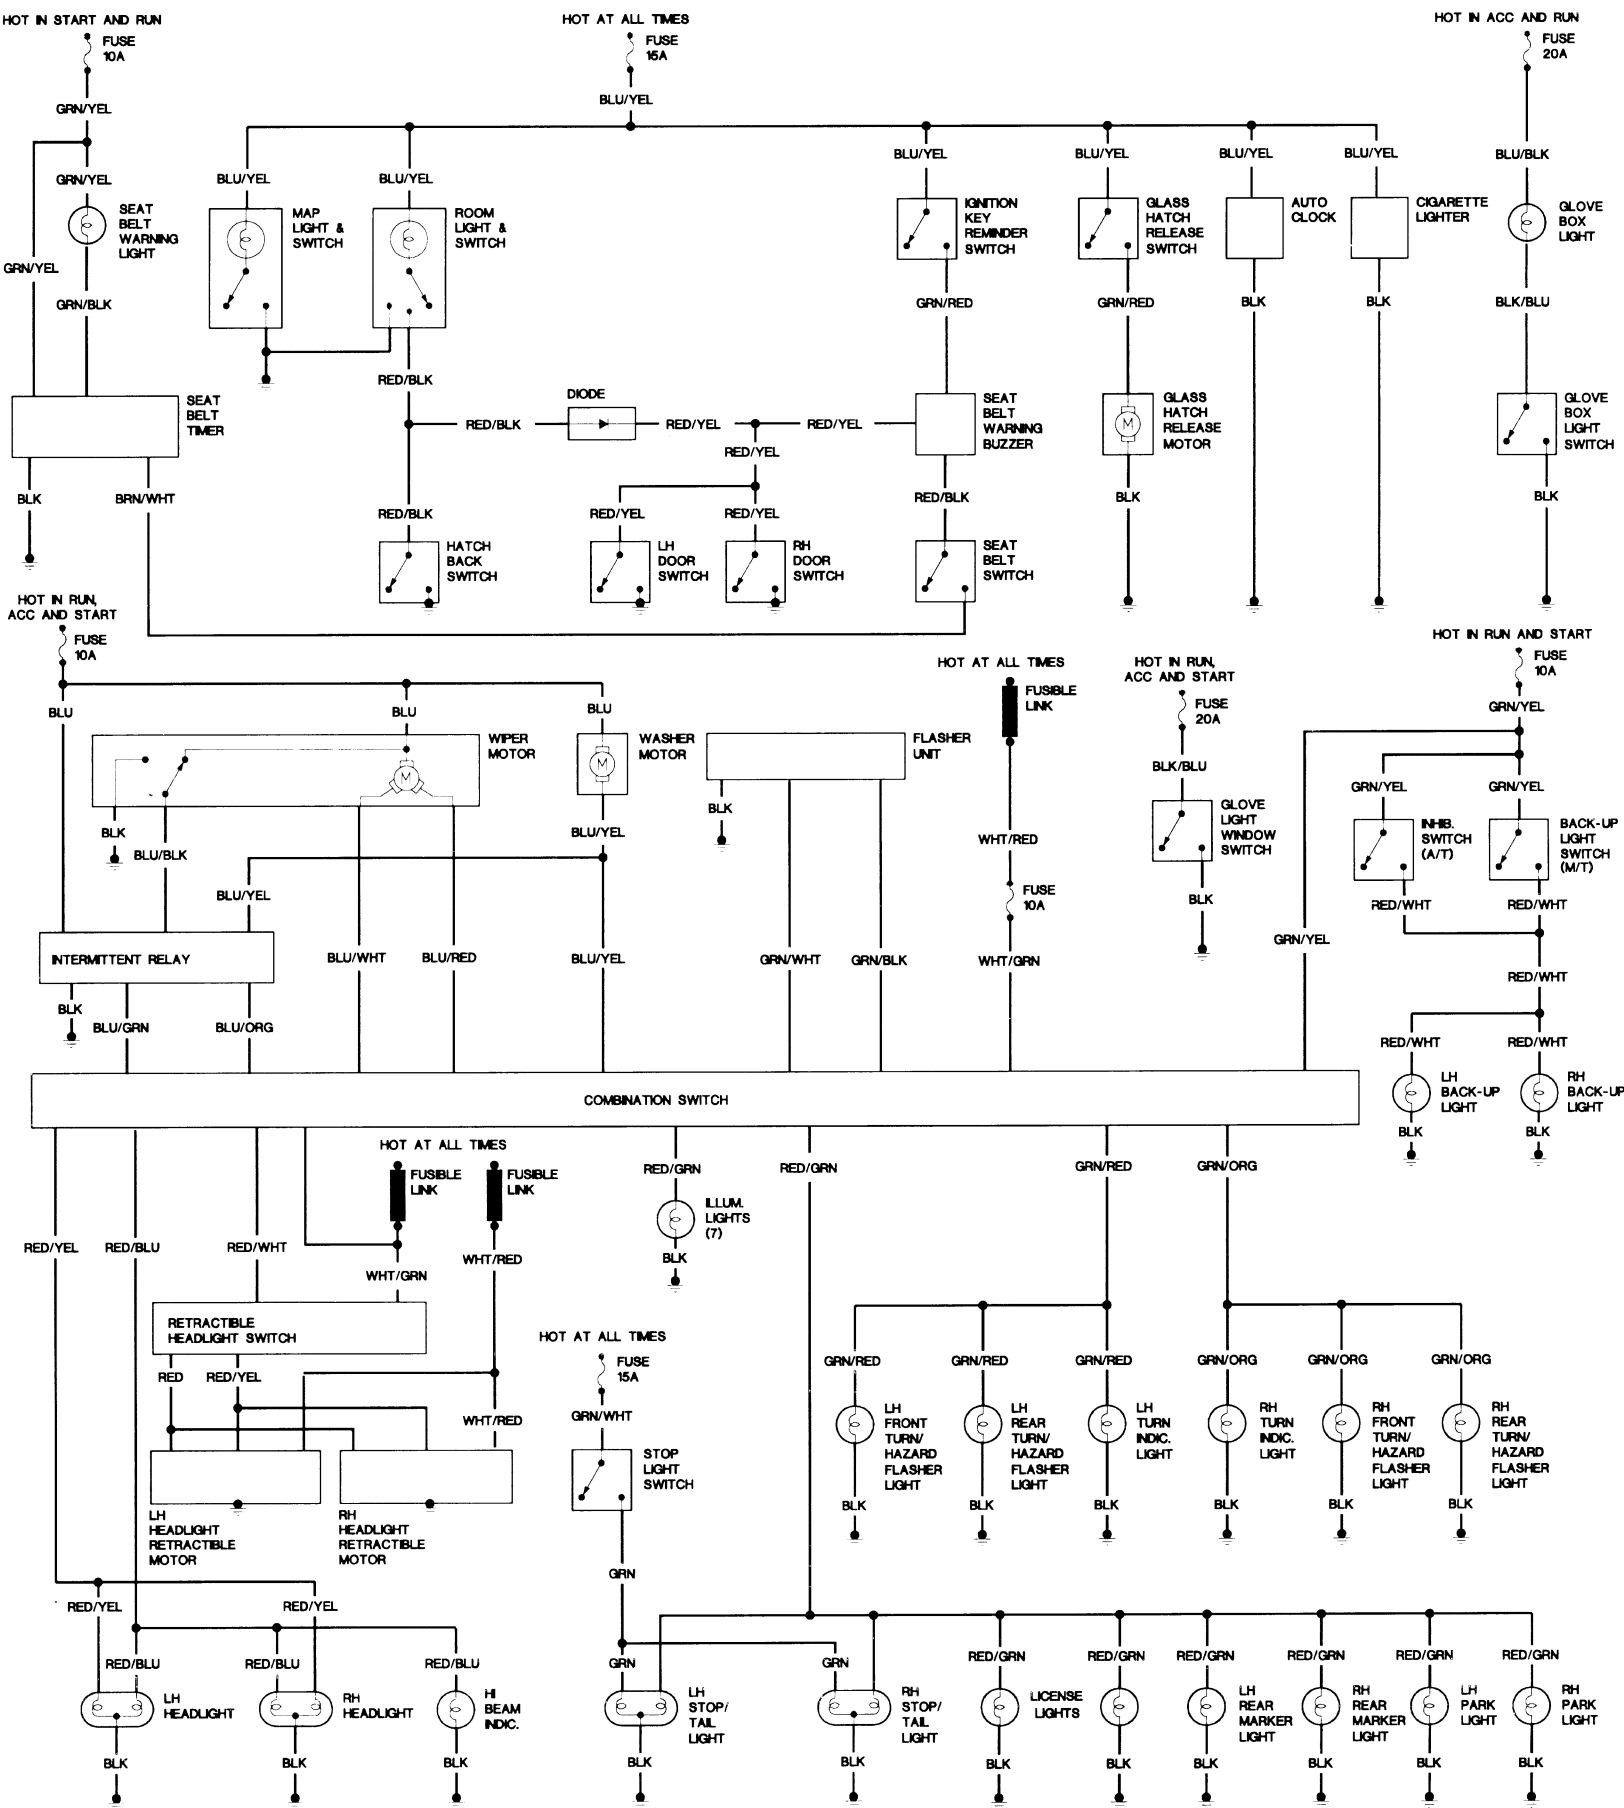 HOT IN START AND RUN
FUSE
10A
GRN/YEL
GRN/YEL
SEAT
BELT
WARNING
LIGHT
GRN/YEL
GRN/BLK
SEAT
BELT
TIMER
BLK
BRN/WHT
HOT AT ALL TIMES
FUSE
15A
BLU/YEL
BLU/YEL
MAP
LIGHT &
SWITCH
BLU/YEL
ROOM
LIGHT &
SWITCH
RED/BLK
RED/BLK
DIODE
RED/YEL
RED/YEL
RED/YEL
RED/BLK
HATCH
BACK
SWITCH
RED/YEL
LH
DOOR
SWITCH
RED/YEL
RH
DOOR
SWITCH
BLU/YEL
IGNITION
KEY
REMINDER
SWITCH
GRN/RED
SEAT
BELT
WARNING
BUZZER
RED/BLK
SEAT
BELT
SWITCH
BLU/YEL
GLASS
HATCH
RELEASE
SWITCH
GRN/RED
GLASS
HATCH
RELEASE
MOTOR
BLK
BLU/YEL
AUTO
CLOCK
BLK
BLU/YEL
CIGARETTE
LIGHTER
BLK
HOT IN ACC AND RUN
FUSE
20A
BLU/BLK
GLOVE
BOX
LIGHT
BLK/BLU
GLOVE
BOX
LIGHT
SWITCH
BLK
HOT IN RUN,
ACC AND START
FUSE
10A
BLU
BLU
BLU
WIPER
MOTOR
WASHER
MOTOR
BLK
BLU/BLK
BLU/YEL
BLU/YEL
INTERMITTENT RELAY
BLK
BLU/GRN
BLU/ORG
BLU/WHT
BLU/RED
BLU/YEL
FLASHER
UNIT
BLK
GRN/WHT
GRN/BLK
HOT AT ALL TIMES
FUSIBLE
LINK
WHT/RED
FUSE
10A
WHT/GRN
HOT IN RUN,
ACC AND START
FUSE
20A
BLK/BLU
GLOVE
LIGHT
WINDOW
SWITCH
BLK
HOT IN RUN AND START
FUSE
10A
GRN/YEL
GRN/YEL
GRN/YEL
INHIB.
SWITCH
(A/T)
BACK-UP
LIGHT
SWITCH
(M/T)
RED/WHT
RED/WHT
GRN/YEL
RED/WHT
RED/WHT
RED/WHT
LH
BACK-UP
LIGHT
RH
BACK-UP
LIGHT
BLK
BLK
COMBINATION SWITCH
RED/YEL
RED/BLU
RED/WHT
HOT AT ALL TIMES
FUSIBLE
LINK
FUSIBLE
LINK
WHT/GRN
WHT/RED
RETRACTIBLE
HEADLIGHT SWITCH
RED
RED/YEL
WHT/RED
LH
HEADLIGHT
RETRACTIBLE
MOTOR
RH
HEADLIGHT
RETRACTIBLE
MOTOR
RED/GRN
ILLUM.
LIGHTS
(7)
BLK
RED/GRN
HOT AT ALL TIMES
FUSE
15A
GRN/WHT
STOP
LIGHT
SWITCH
GRN
GRN/RED
GRN/ORG
GRN/RED
LH
FRONT
TURN/
HAZARD
FLASHER
LIGHT
BLK
GRN/RED
LH
REAR
TURN/
HAZARD
FLASHER
LIGHT
BLK
GRN/RED
LH
TURN
INDIC.
LIGHT
BLK
GRN/ORG
RH
TURN
INDIC.
LIGHT
BLK
GRN/ORG
RH
FRONT
TURN/
HAZARD
FLASHER
LIGHT
BLK
GRN/ORG
RH
REAR
TURN/
HAZARD
FLASHER
LIGHT
BLK
RED/YEL
RED/YEL
RED/BLU
LH
HEADLIGHT
BLK
RED/BLU
RH
HEADLIGHT
BLK
RED/BLU
HI
BEAM
INDIC.
BLK
GRN
LH
STOP/
TAIL
LIGHT
BLK
GRN
RH
STOP/
TAIL
LIGHT
BLK
RED/GRN
LICENSE
LIGHTS
BLK
RED/GRN
BLK
RED/GRN
LH
REAR
MARKER
LIGHT
BLK
RED/GRN
RH
REAR
MARKER
LIGHT
BLK
RED/GRN
LH
PARK
LIGHT
BLK
RED/GRN
RH
PARK
LIGHT
BLK
M
M
M